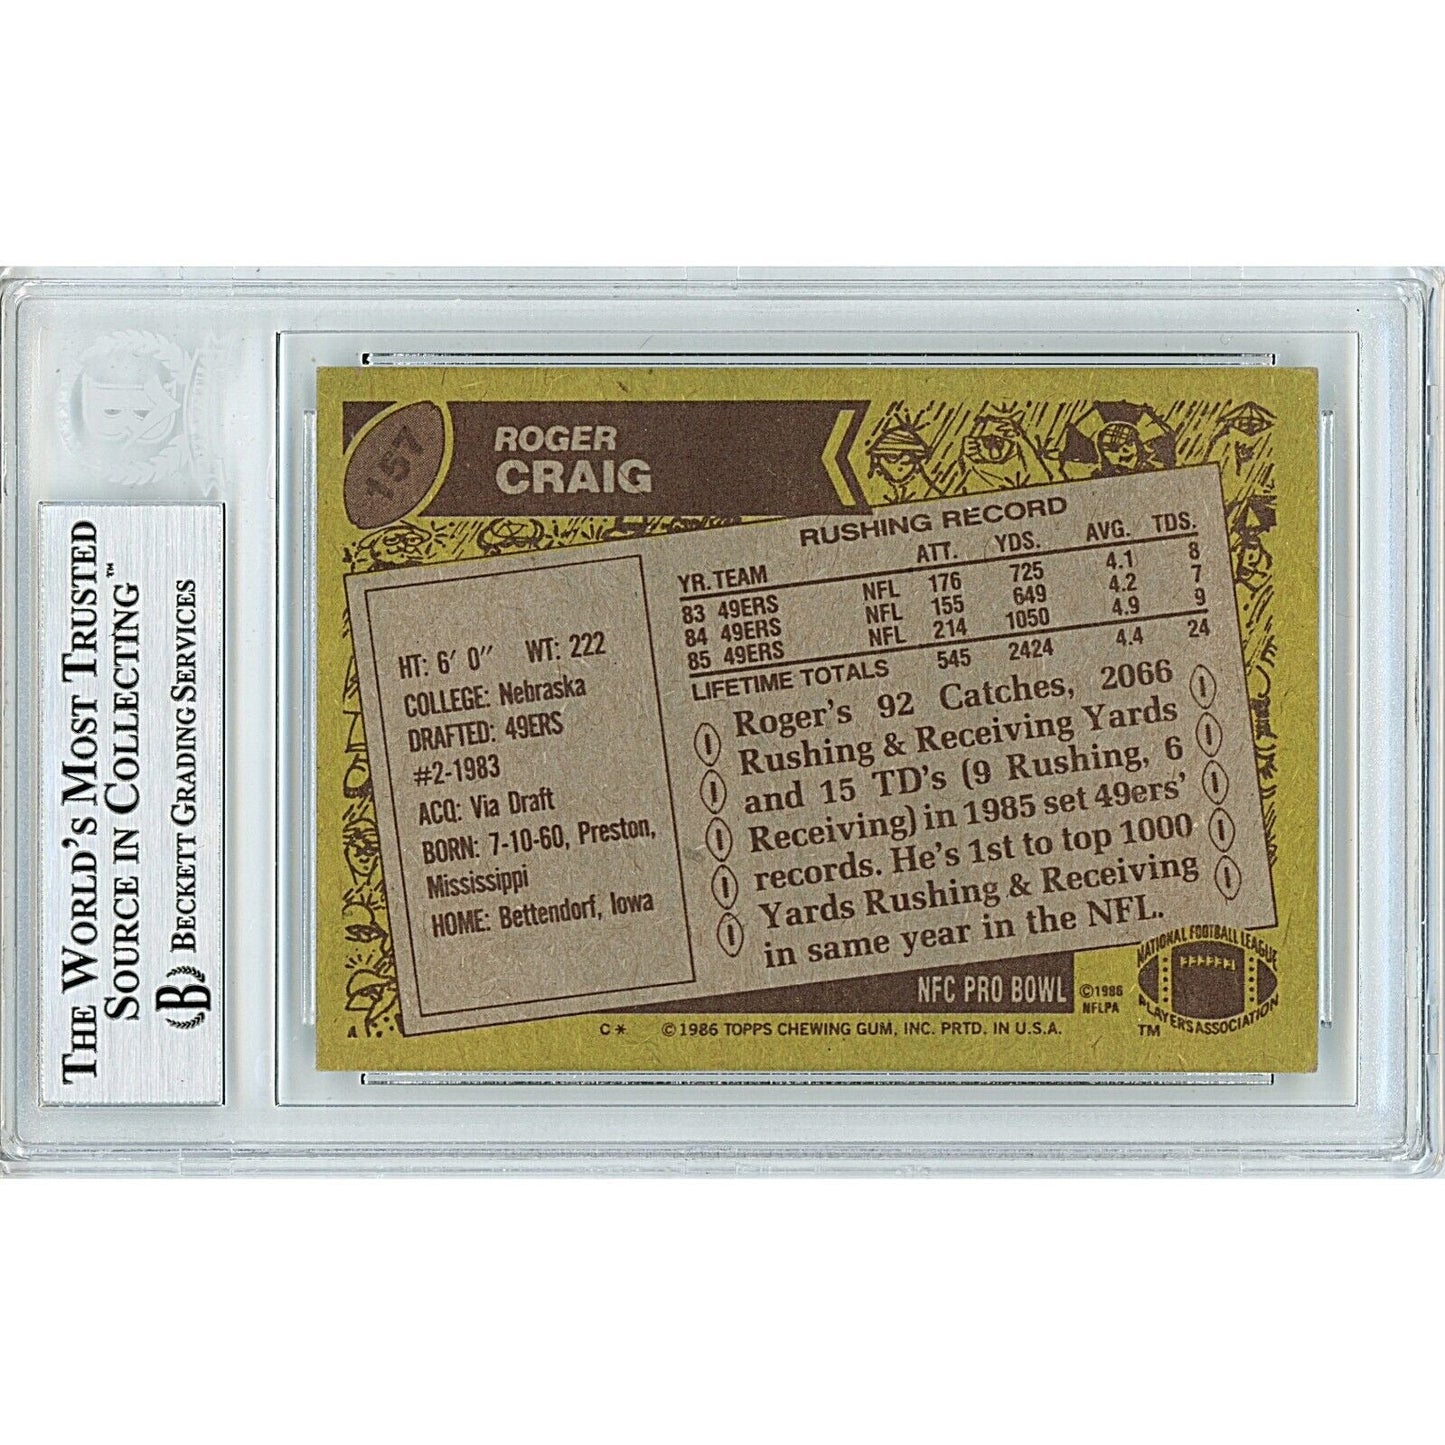 THE WORLD'S MOST TRUSTED
SOURCE IN COLLECTING™
B BECKETT GRADING SERVICES
157
ROGER
CRAIG
RUSHING RECORD
YR. TEAM ATT. YDS. AVG. TDS.
83 49ERS NFL 176 725 4.1 8
84 49ERS NFL 155 649 4.2 7
85 49ERS NFL 214 1050 4.9 9
LIFETIME TOTALS 545 2424 4.4 24
HT: 6′ 0″ WT: 222
COLLEGE: Nebraska
DRAFTED: 49ERS
#2-1983
ACQ: Via Draft
BORN: 7-10-60, Preston,
Mississippi
HOME: Bettendorf, Iowa
Roger's 92 Catches, 2066
Rushing & Receiving Yards
and 15 TD's (9 Rushing, 6
Receiving) in 1985 set 49ers'
records. He's 1st to top 1000
Yards Rushing & Receiving
in same year in the NFL.
NFC PRO BOWL
©1986
NFLPA
NATIONAL FOOTBALL LEAGUE
PLAYERS ASSOCIATION
TM
A
C* ©1986 TOPPS CHEWING GUM, INC. PRTD. IN U.S.A.